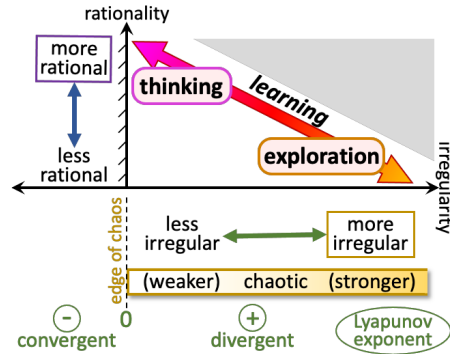 rationality
more
rational
less
rational
thinking
learning
exploration
irregularity
edge of chaos
less
irregular
more
irregular
(weaker) chaotic (stronger)
− 0 +
convergent
divergent
Lyapunov
exponent